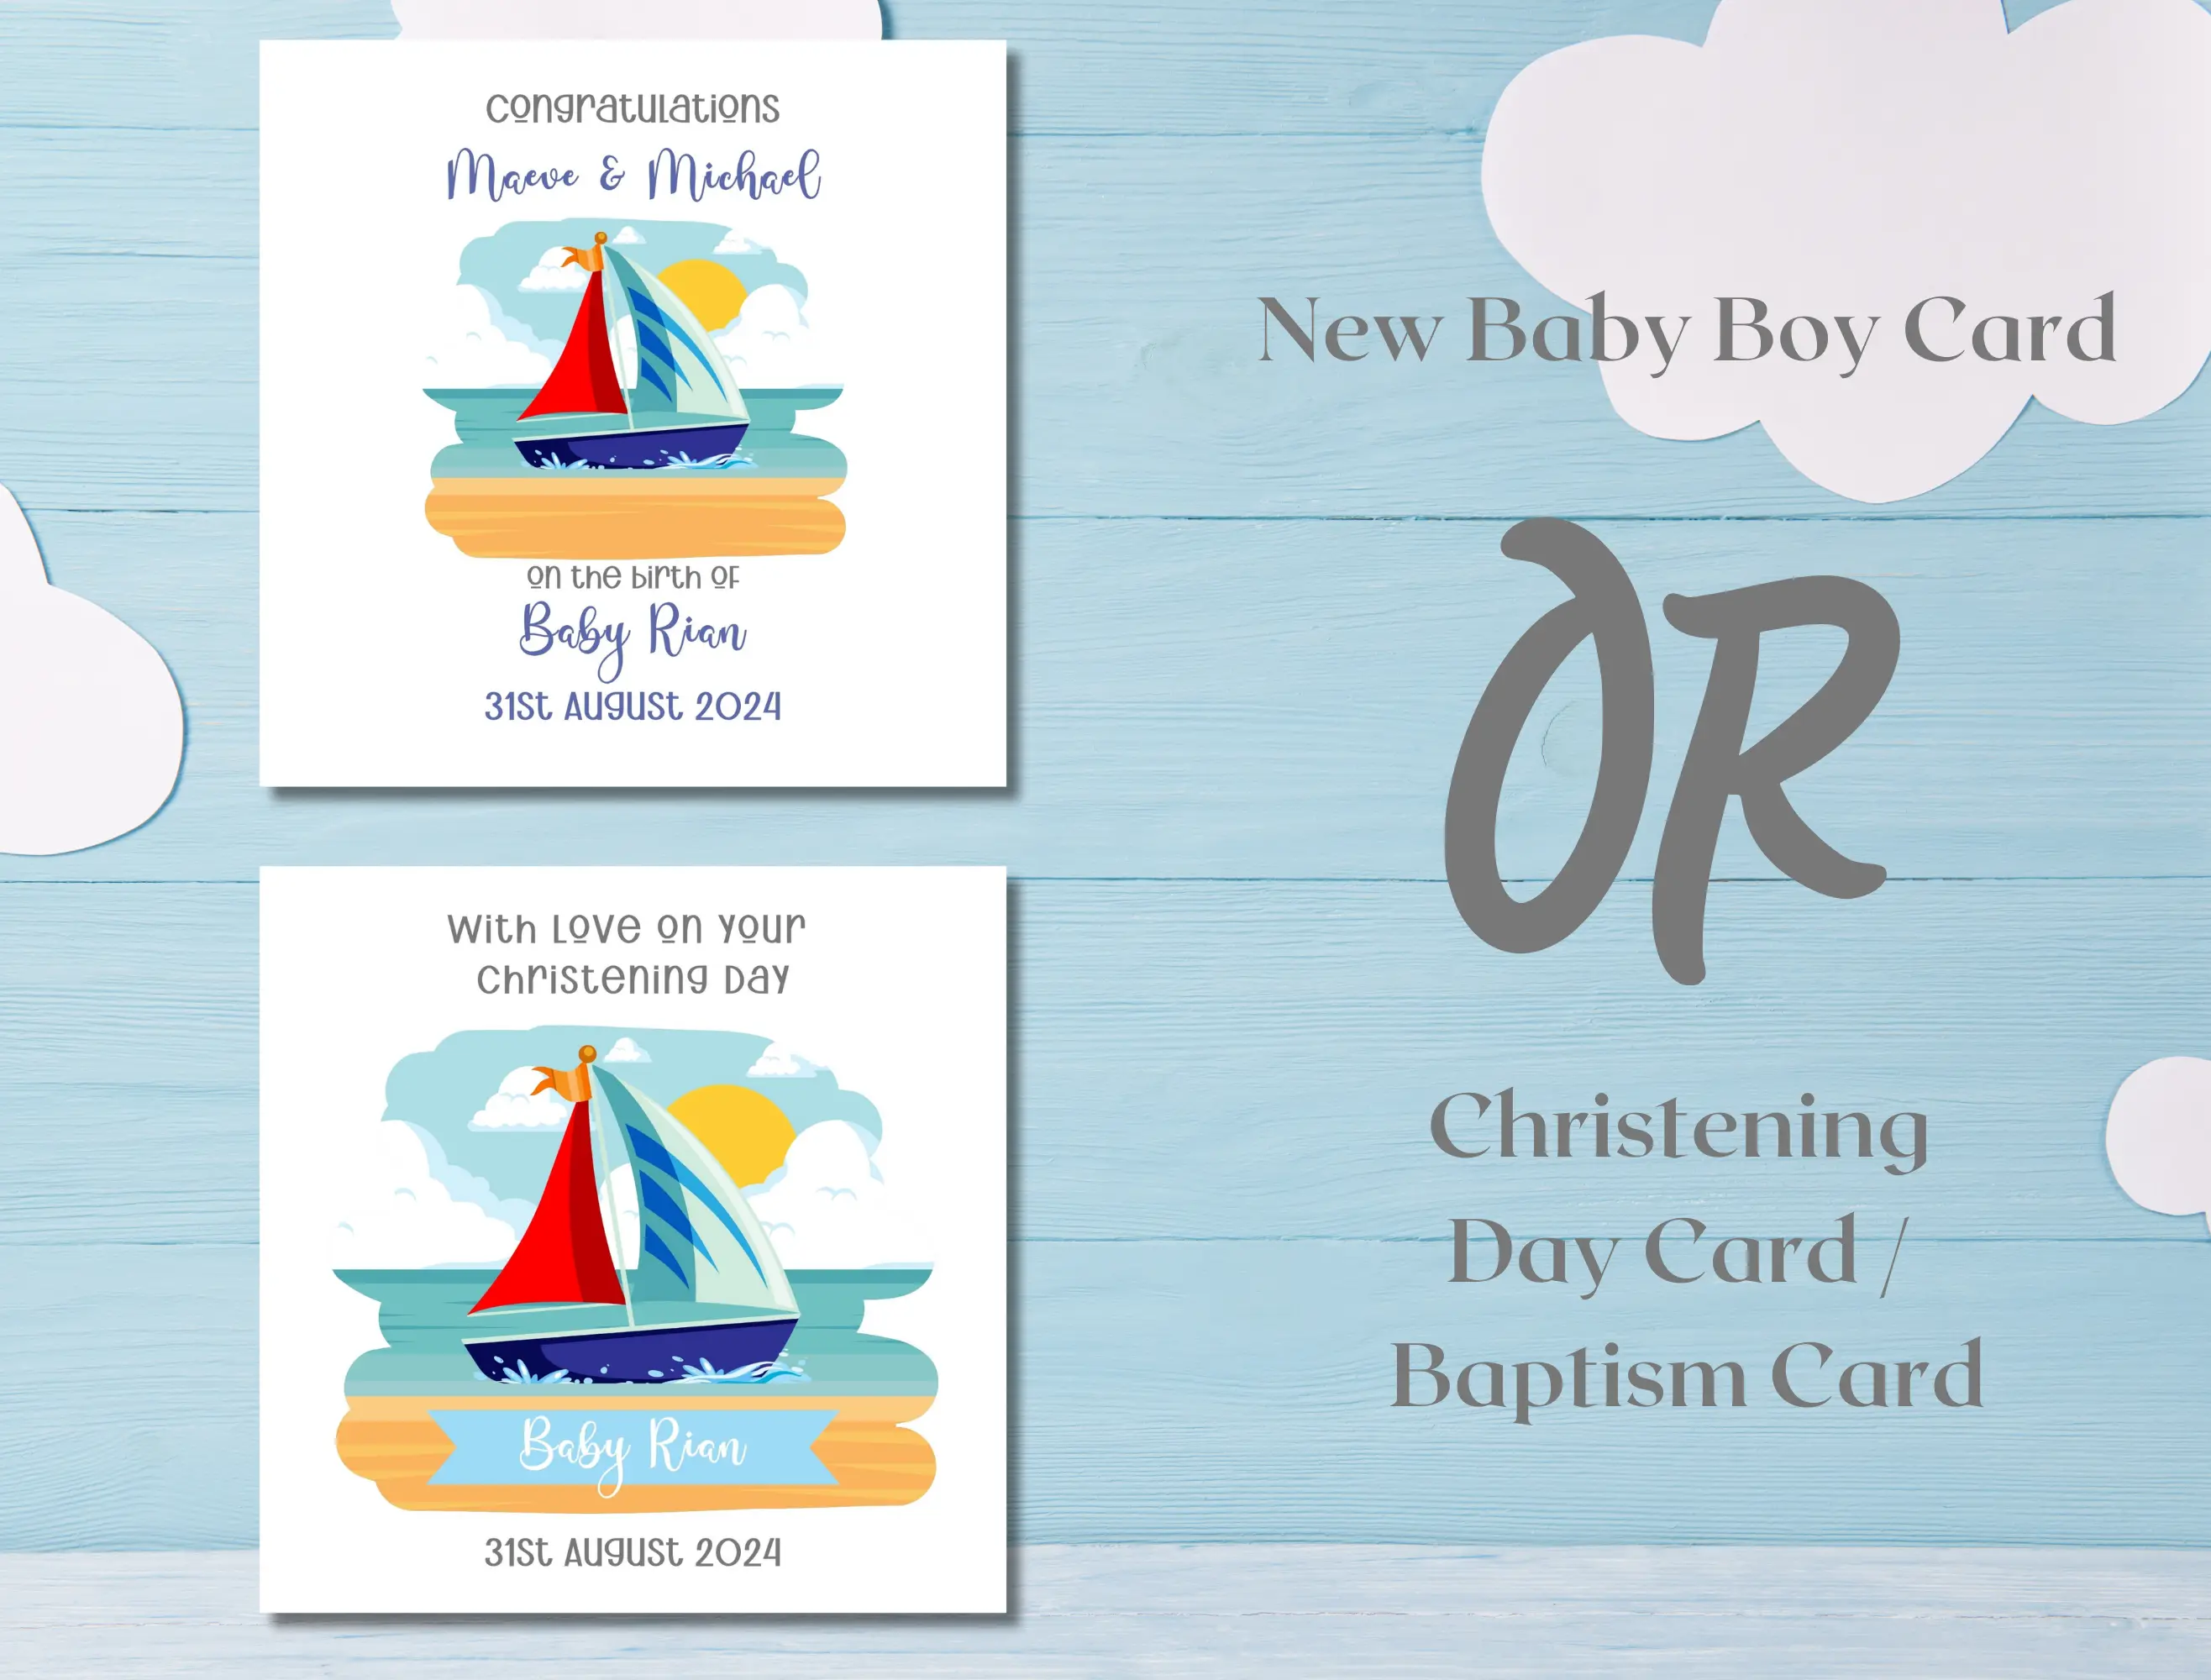 Congratulations
Maeve & Michael
on the birth of
Baby Rian
31st August 2024
With Love on Your
Christening Day
Baby Rian
31st August 2024
New Baby Boy Card
OR
Christening
Day Card /
Baptism Card